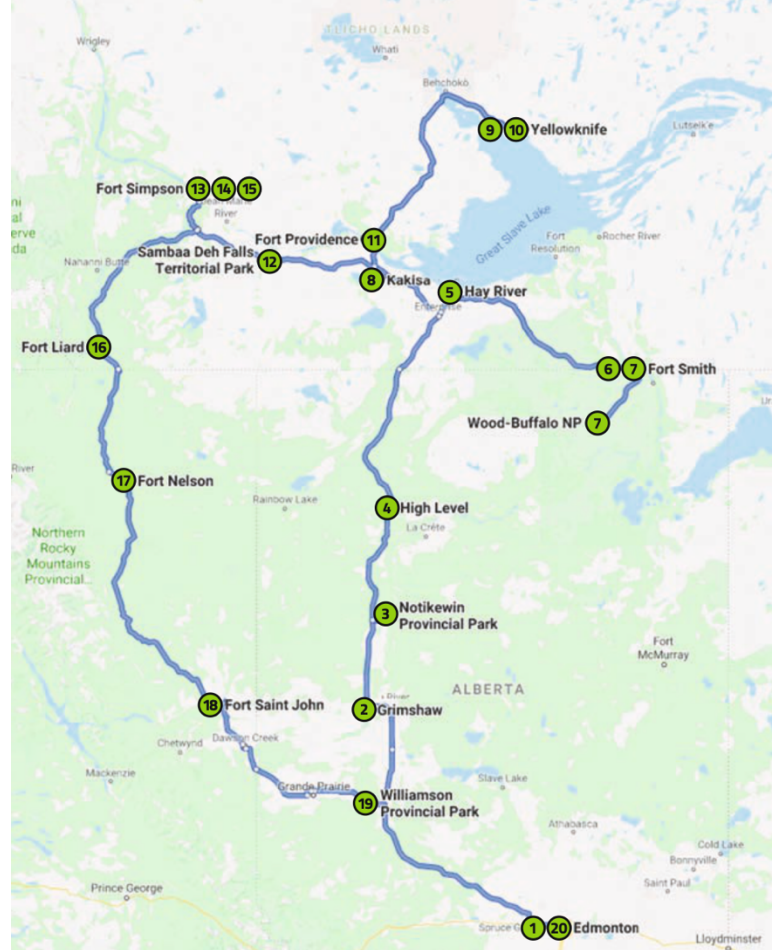 TLICHO LANDS
Wrigley
Whati
Behchokǫ̀
9 10 Yellowknife
Lutselk'e
Fort Simpson 13 14 15
Jean Marie
River
Great Slave Lake
Fort Providence 11
Rocher River
Fort
Resolution
Sambaa Deh Falls
Territorial Park 12
Nahanni Butte
8 Kakisa
5 Hay River
Enterprise
Fort Liard 16
6 7 Fort Smith
Wood-Buffalo NP 7
River
17 Fort Nelson
Rainbow Lake
4 High Level
La Crête
Northern
Rocky
Mountains
Provincial...
3 Notikewin
Provincial Park
Fort
McMurray
ALBERTA
River
18 Fort Saint John
2 Grimshaw
Dawson Creek
Chetwynd
Mackenzie
Grande Prairie
Slave Lake
19 Williamson
Provincial Park
Athabasca
Cold Lake
Bonnyville
Saint Paul
Prince George
Spruce G
1 20 Edmonton
Lloydminster